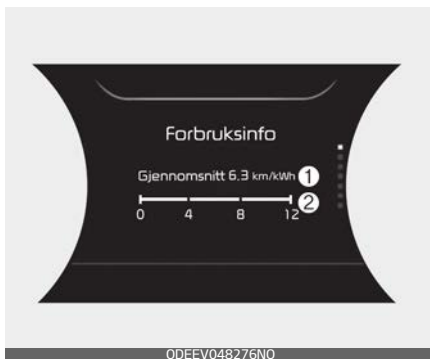 Forbruksinfo
Gjennomsnitt 6.3 km/kWh 1
2
0 4 8 12
ODEEV048276NO